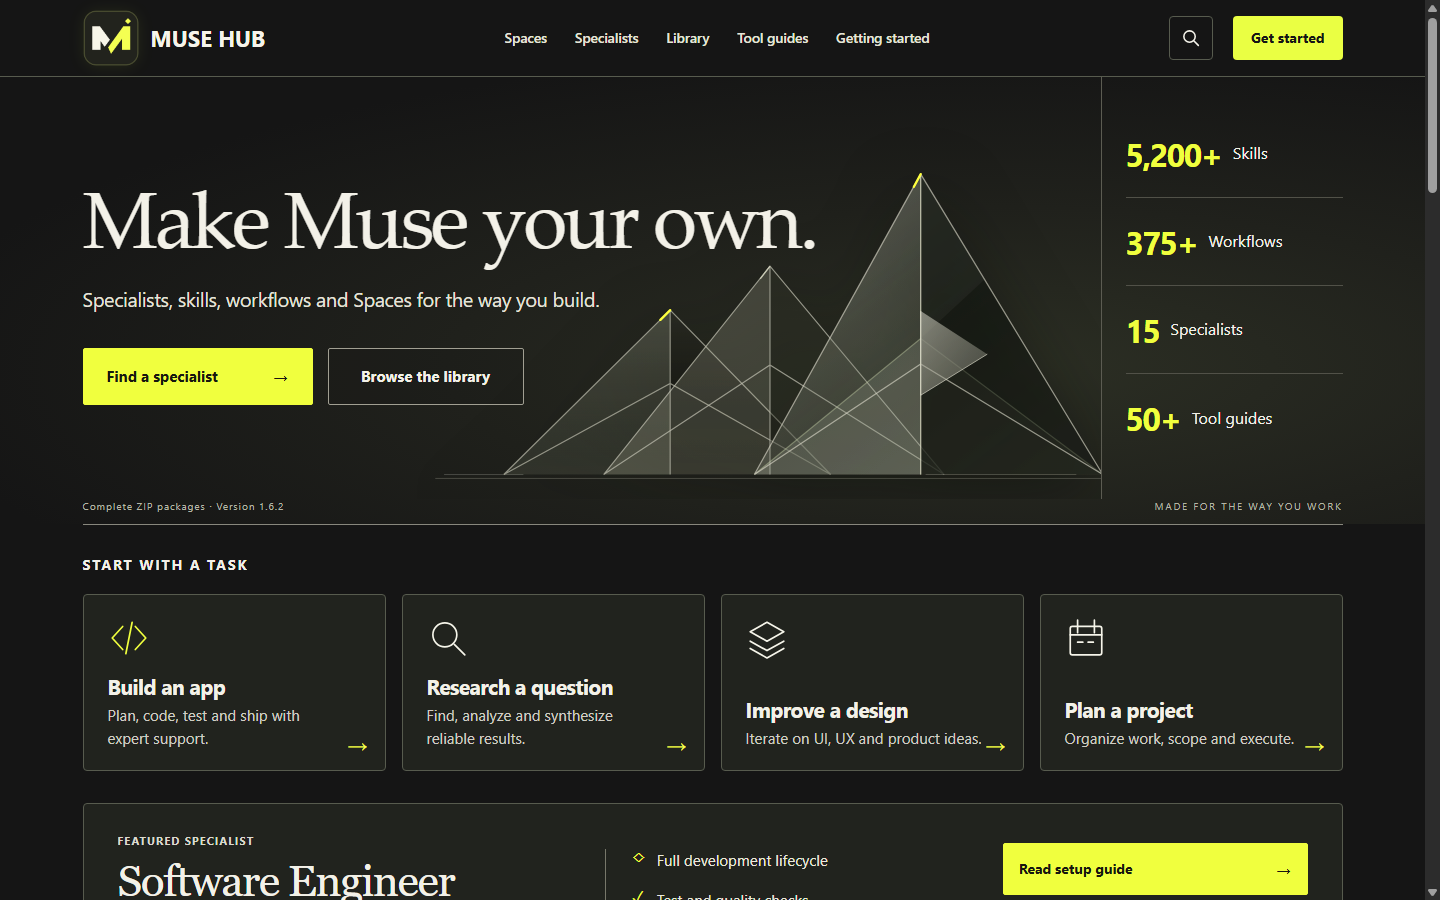 MUSE HUB
Spaces
Specialists
Library
Tool guides
Getting started
Get started
Make Muse your own.
Specialists, skills, workflows and Spaces for the way you build.
Find a specialist →
Browse the library
5,200+ Skills
375+ Workflows
15 Specialists
50+ Tool guides
Complete ZIP packages · Version 1.6.2
MADE FOR THE WAY YOU WORK
START WITH A TASK
Build an app
Plan, code, test and ship with
expert support.
→
Research a question
Find, analyze and synthesize
reliable results.
→
Improve a design
Iterate on UI, UX and product ideas. →
Plan a project
Organize work, scope and execute. →
FEATURED SPECIALIST
Software Engineer
Full development lifecycle
Test and quality checks
Read setup guide →